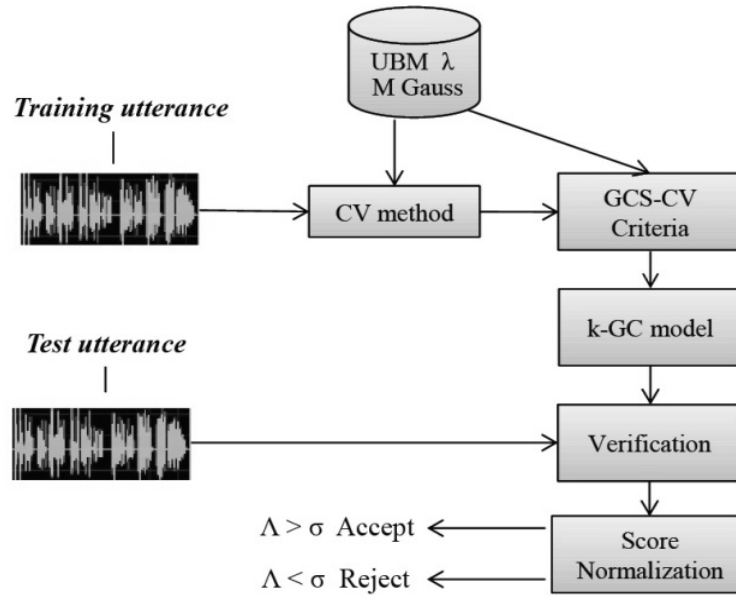 UBM λ
M Gauss
Training utterance
CV method
GCS-CV
Criteria
k-GC model
Test utterance
Verification
Λ > σ Accept
Λ < σ Reject
Score
Normalization